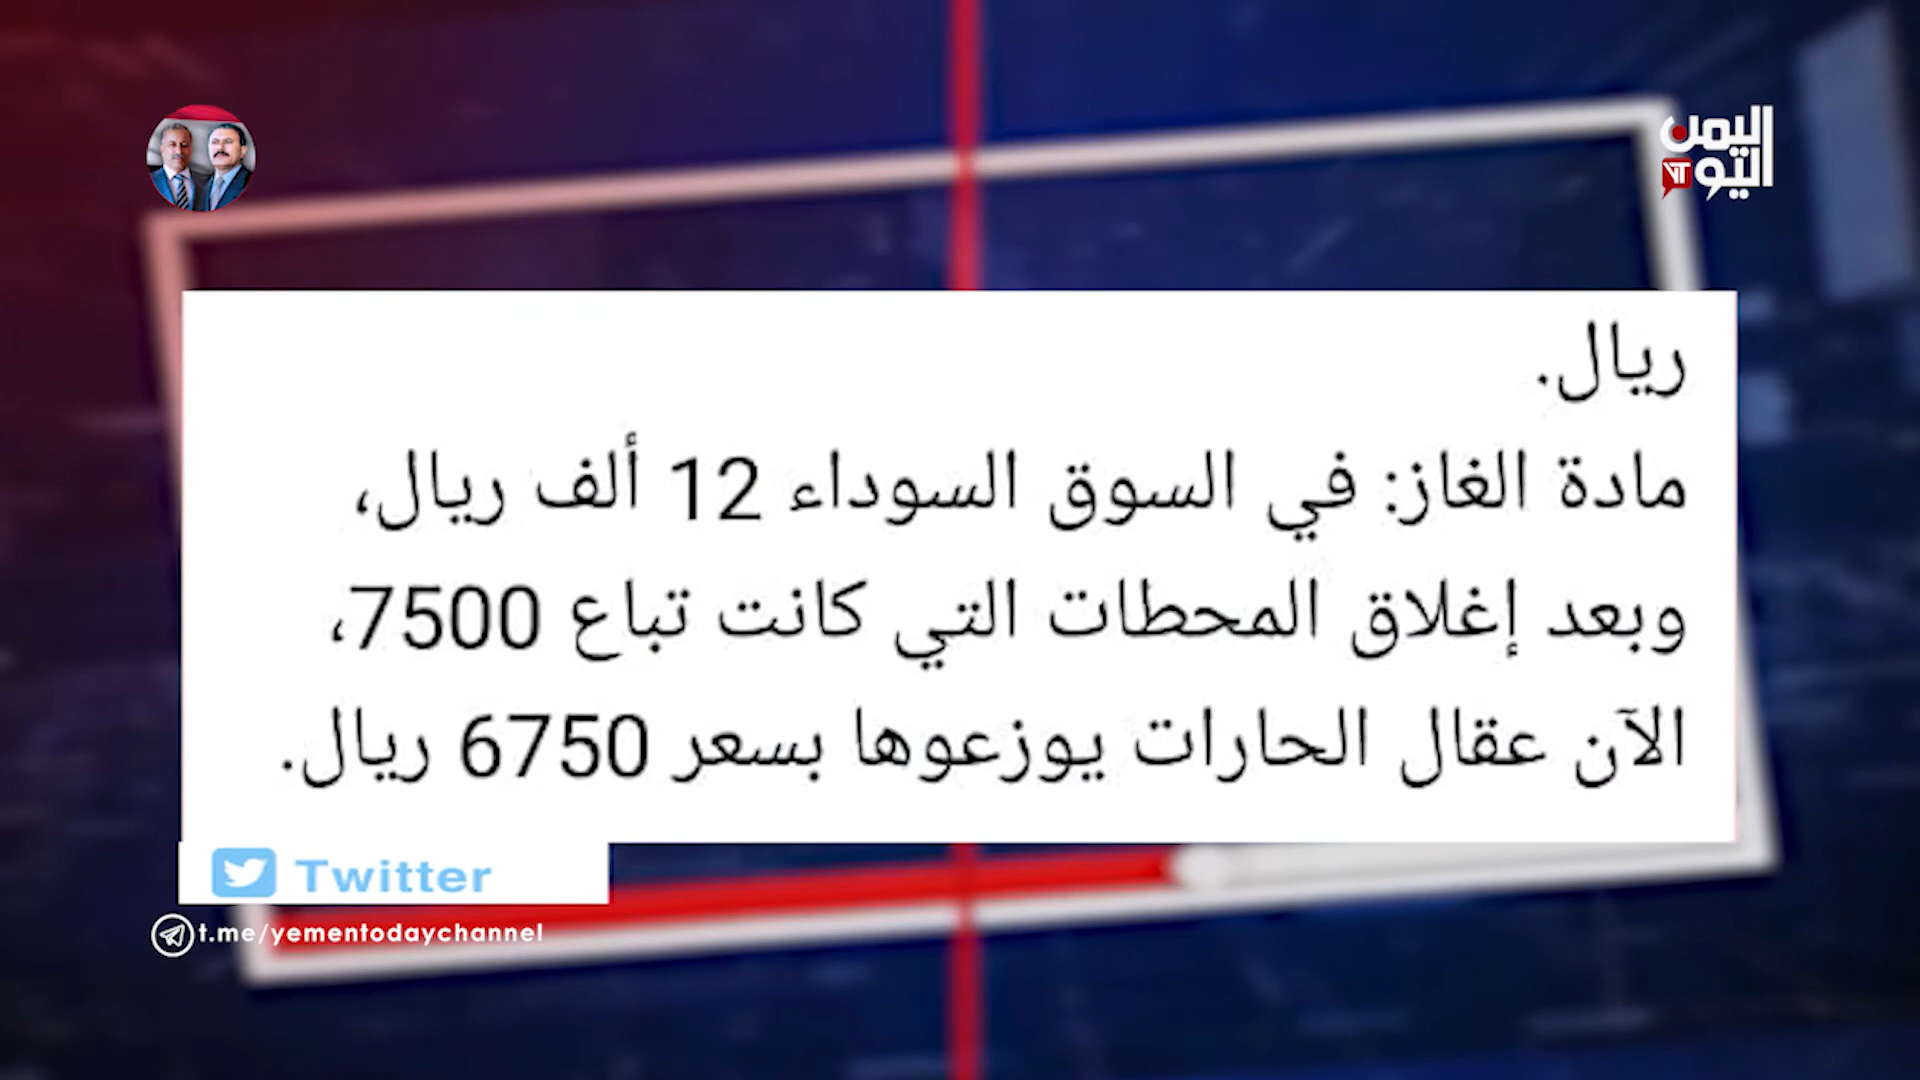 اليمن
اليوم
ريال.
مادة الغاز: في السوق السوداء 12 ألف ريال،
وبعد إغلاق المحطات التي كانت تباع 7500،
الآن عقال الحارات يوزعوها بسعر 6750 ريال.
Twitter
t.me/yementodaychannel